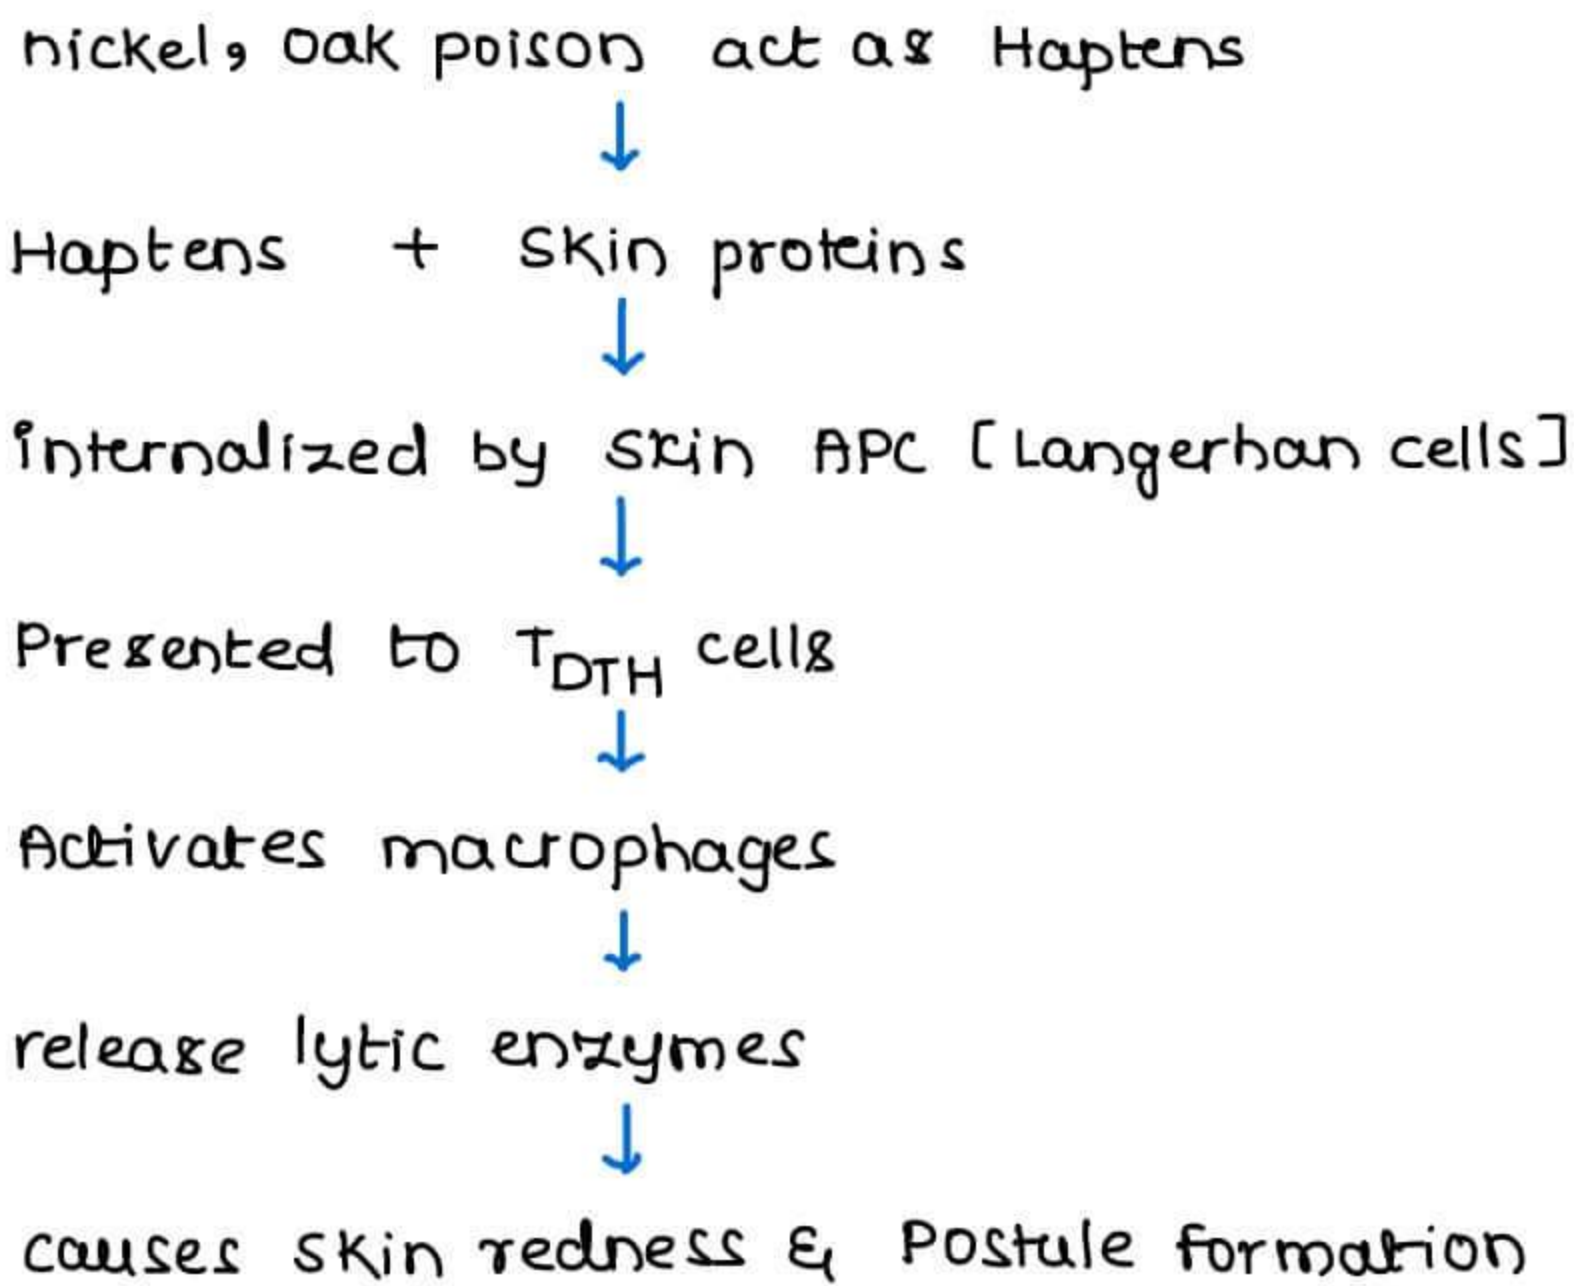 nickel, oak poison act as Haptens
↓
Haptens + skin proteins
↓
internalized by skin APC [Langerhan cells]
↓
Presented to TDTH cells
↓
Activates macrophages
↓
release lytic enzymes
↓
causes skin redness & Postule formation